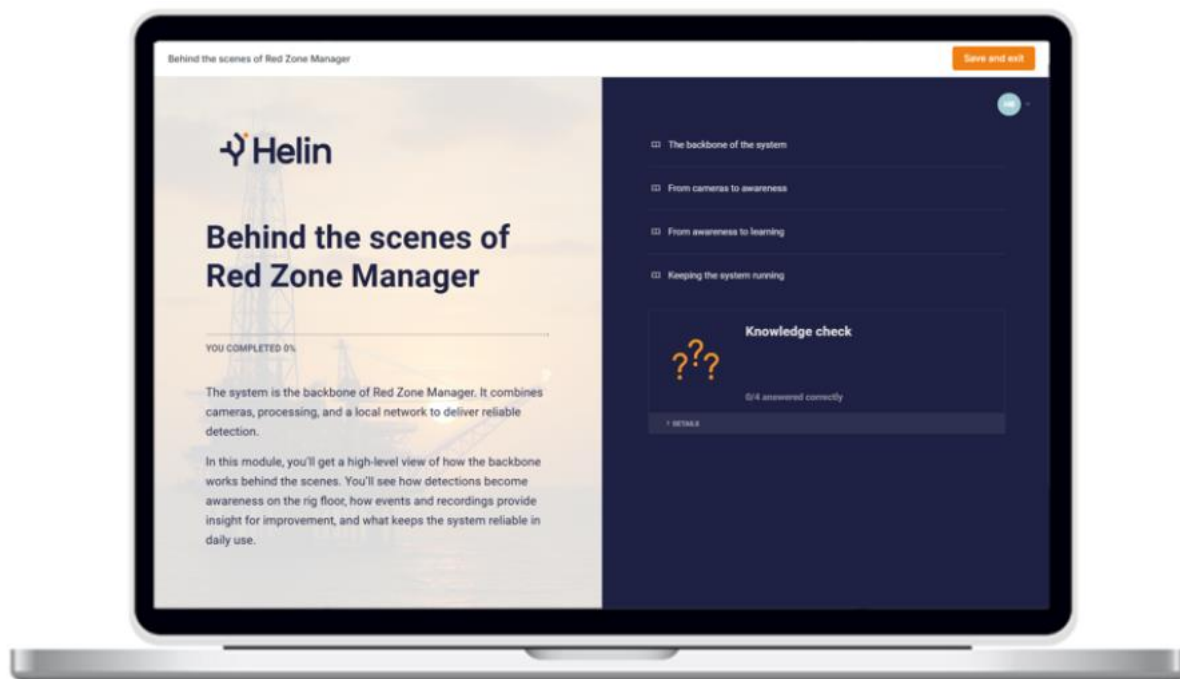 Behind the scenes of Red Zone Manager
Save and exit
Helin
Behind the scenes of
Red Zone Manager
YOU COMPLETED 0%
The system is the backbone of Red Zone Manager. It combines
cameras, processing, and a local network to deliver reliable
detection.
In this module, you'll get a high-level view of how the backbone
works behind the scenes. You'll see how detections become
awareness on the rig floor, how events and recordings provide
insight for improvement, and what keeps the system reliable in
daily use.
The backbone of the system
From cameras to awareness
From awareness to learning
Keeping the system running
Knowledge check
???
0/4 answered correctly
DETAILS